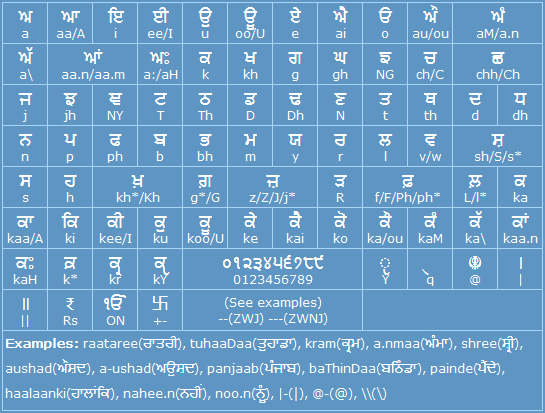 ਅ ਆ ਇ ਈ ਉ ਊ ਏ ਐ ਓ ਔ ਅੰ
a aa/A i ee/I u oo/U e ai o au/ou aM/a.n
ਅੱ ਆਂ ਅਃ ਕ ਖ ਗ ਘ ਙ ਚ ਛ
a\ aa.n/aa.m a:/aH k kh g gh NG ch/C chh/Ch
ਜ ਝ ਞ ਟ ਠ ਡ ਢ ਣ ਤ ਥ ਦ ਧ
j jh NY T Th D Dh N t th d dh
ਨ ਪ ਫ ਬ ਭ ਮ ਯ ਰ ਲ ਵ ਸ਼
n p ph b bh m y r l v/w sh/S/s*
ਸ ਹ ਖ਼ ਗ਼ ਜ਼ ੜ ਫ਼ ਲ਼ ਕ
s h kh*/Kh g*/G z/Z/J/j* R f/F/Ph/ph* L/l* ka
ਕਾ ਕਿ ਕੀ ਕੁ ਕੂ ਕੇ ਕੈ ਕੋ ਕੌ ਕੰ ਕੱ ਕਾਂ
kaa/A ki kee/I ku koo/U ke kai ko ka/ou kaM ka\ kaa.n
ਕਃ ਕ਼ ਕ੍ਰ ੦੧੨੩੪੫੬੭੮੯ ☬ ।
kaH k* kr kY 0123456789 Y q @ |
॥ ₹ ੴ 卐 (See examples)
|| Rs ON +- --(ZWJ) ---(ZWNJ)
Examples: raataree(ਰਾਤਰੀ), tuhaaDaa(ਤੁਹਾਡਾ), kram(ਕ੍ਰਮ), a.nmaa(ਅੰਮਾ), shree(ਸ਼੍ਰੀ),
aushad(ਔਸਦ), a-ushad(ਅਉਸਦ), panjaab(ਪੰਜਾਬ), baThinDaa(ਬਠਿੰਡਾ), painde(ਪੈਂਦੇ),
haalaanki(ਹਾਲਾਂਕਿ), nahee.n(ਨਹੀਂ), noo.n(ਨੂੰ), |-(|), @-(@), \\(\)